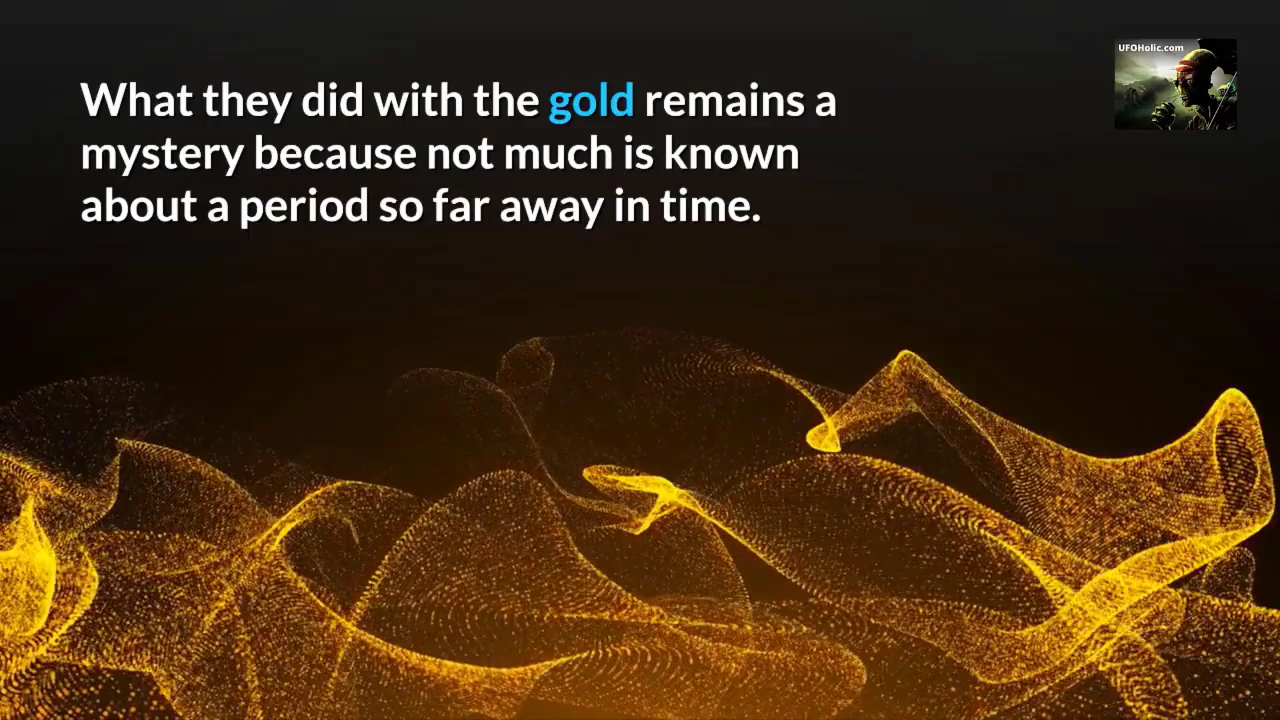 What they did with the gold remains a
mystery because not much is known
about a period so far away in time.
UFOHolic.com